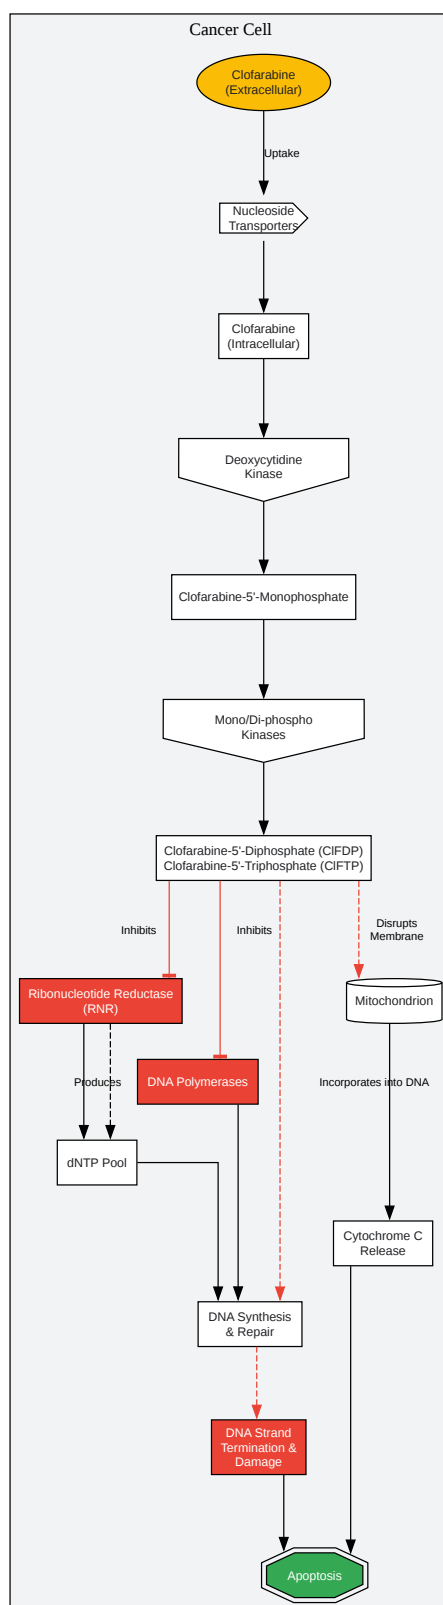 Cancer Cell
Clofarabine
(Extracellular)
Uptake
Nucleoside
Transporters
Clofarabine
(Intracellular)
Deoxycytidine
Kinase
Clofarabine-5'-Monophosphate
Mono/Di-phospho
Kinases
Clofarabine-5'-Diphosphate (ClFDP)
Clofarabine-5'-Triphosphate (ClFTP)
Inhibits
Inhibits
Disrupts
Membrane
Ribonucleotide Reductase
(RNR)
Mitochondrion
Produces
DNA Polymerases
Incorporates into DNA
dNTP Pool
Cytochrome C
Release
DNA Synthesis
& Repair
DNA Strand
Termination &
Damage
Apoptosis